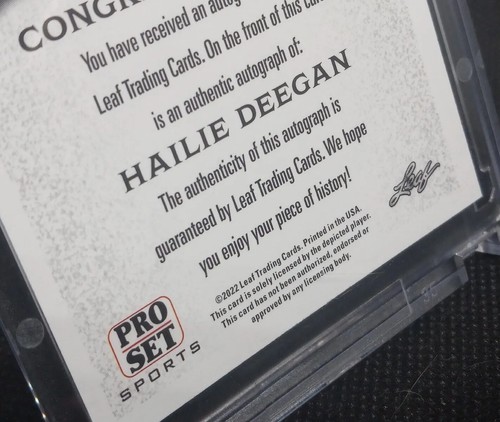 CONGR
You have received an autog
Leaf Trading Cards. On the front of this car
is an authentic autograph of:
HAILIE DEEGAN
The authenticity of this autograph is
guaranteed by Leaf Trading Cards. We hope
you enjoy your piece of history!
Leaf
©2022 Leaf Trading Cards. Printed in the USA.
This card is solely licensed by the depicted player.
This card has not been authorized, endorsed or
approved by any licensing body.
PRO
SET
SPORTS